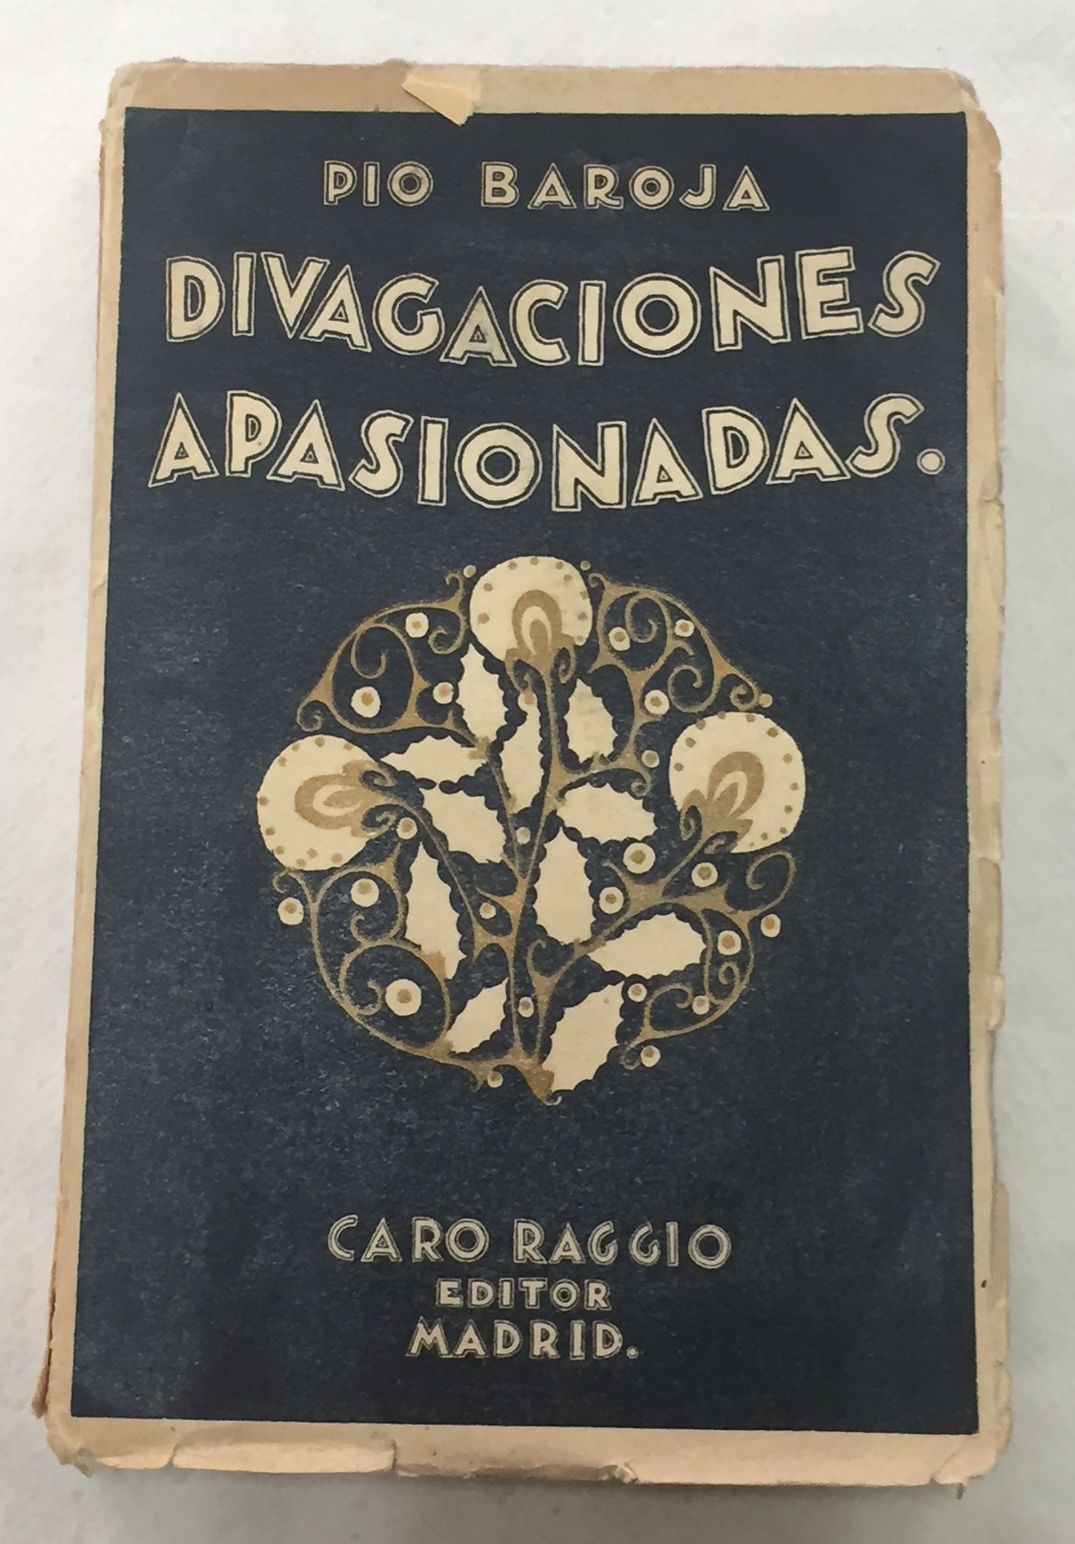 PIO BAROJA
DIVAGACIONES
APASIONADAS.
CARO RAGGIO
EDITOR
MADRID.